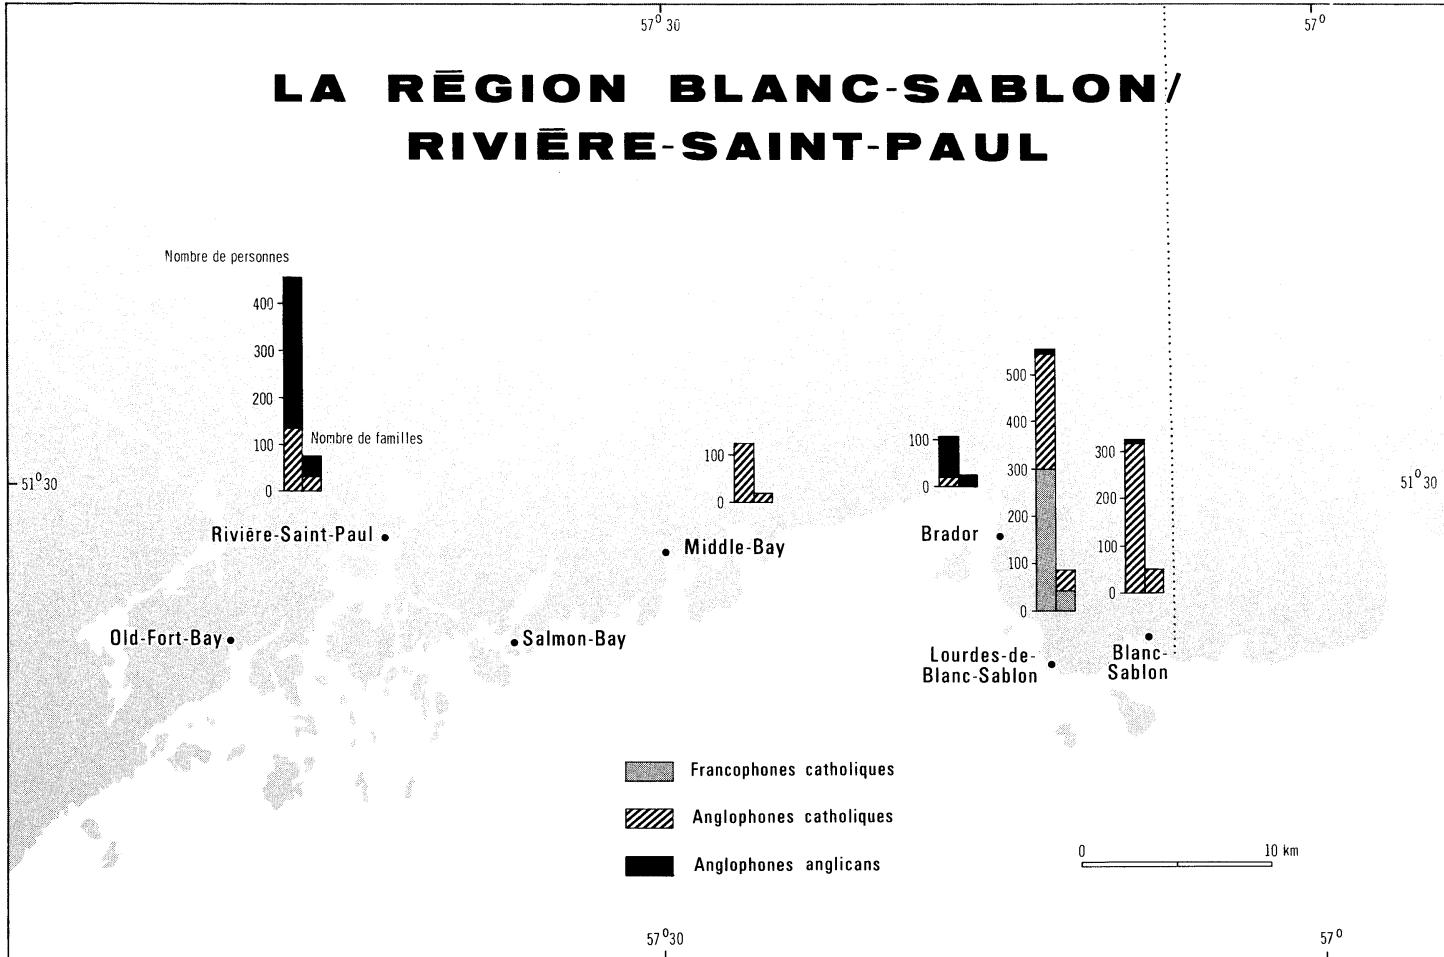 57° 30
57°
LA RĒGION BLANC-SABLON/
RIVIĒRE-SAINT-PAUL
Nombre de personnes
400
300
200
100
0
Nombre de familles
100
0
100
0
500
400
300
200
100
0
300
200
100
0
51° 30
51° 30
Rivière-Saint-Paul
Middle-Bay
Brador
Old-Fort-Bay
Salmon-Bay
Lourdes-de-
Blanc-Sablon
Blanc-
Sablon
Francophones catholiques
Anglophones catholiques
Anglophones anglicans
0
10 km
57° 30
57°